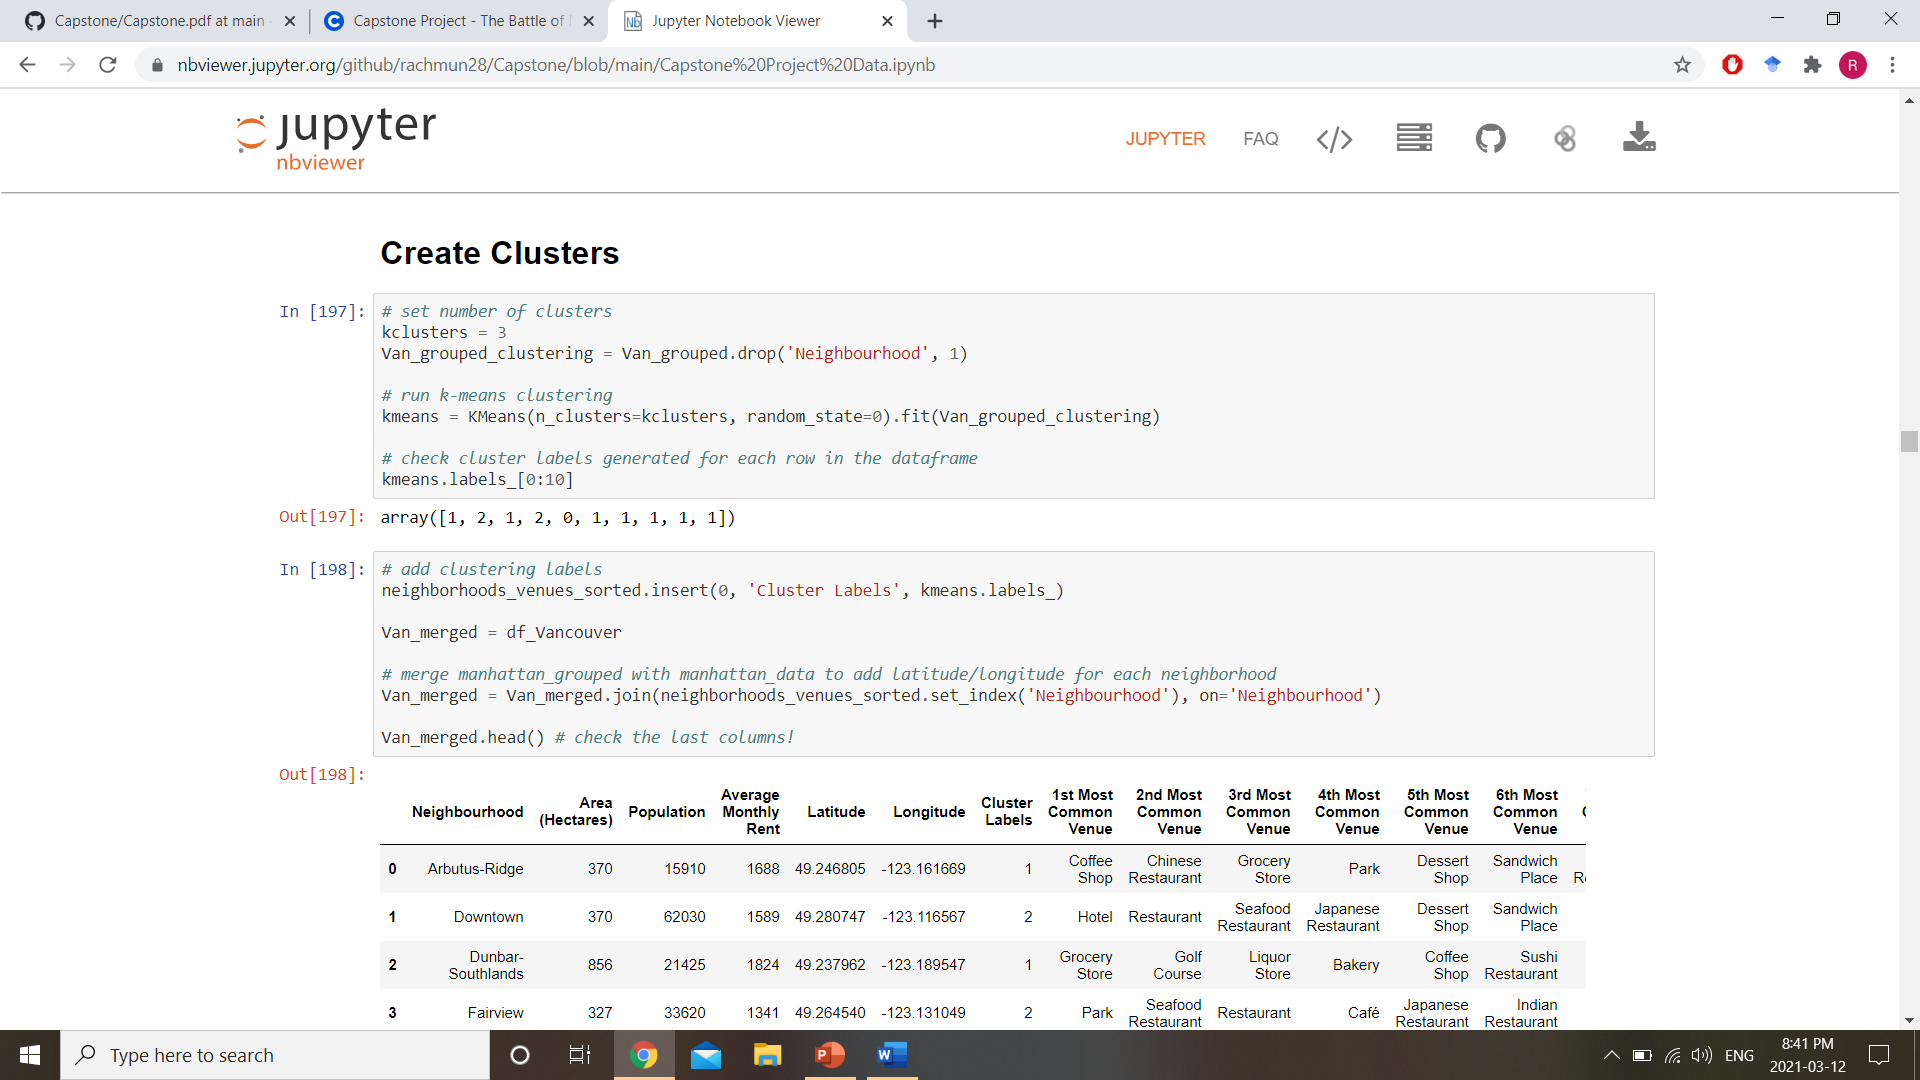 Capstone/Capstone.pdf at main
Capstone Project - The Battle of
Jupyter Notebook Viewer
nbviewer.jupyter.org/github/rachmun28/Capstone/blob/main/Capstone%20Project%20Data.ipynb
R
jupyter
nbviewer
JUPYTER FAQ
Create Clusters
In [197]:
# set number of clusters
kclusters = 3
Van_grouped_clustering = Van_grouped.drop('Neighbourhood', 1)
# run k-means clustering
kmeans = KMeans(n_clusters=kclusters, random_state=0).fit(Van_grouped_clustering)
# check cluster labels generated for each row in the dataframe
kmeans.labels_[0:10]
Out[197]: array([1, 2, 1, 2, 0, 1, 1, 1, 1, 1])
In [198]:
# add clustering labels
neighborhoods_venues_sorted.insert(0, 'Cluster Labels', kmeans.labels_)
Van_merged = df_Vancouver
# merge manhattan_grouped with manhattan_data to add latitude/longitude for each neighborhood
Van_merged = Van_merged.join(neighborhoods_venues_sorted.set_index('Neighbourhood'), on='Neighbourhood')
Van_merged.head() # check the last columns!
Out[198]:
Neighbourhood Area (Hectares) Population Average Monthly Rent Latitude Longitude Cluster Labels 1st Most Common Venue 2nd Most Common Venue 3rd Most Common Venue 4th Most Common Venue 5th Most Common Venue 6th Most Common Venue
0 Arbutus-Ridge 370 15910 1688 49.246805 -123.161669 1 Coffee Shop Chinese Restaurant Grocery Store Park Dessert Shop Sandwich Place
1 Downtown 370 62030 1589 49.280747 -123.116567 2 Hotel Restaurant Seafood Restaurant Japanese Restaurant Dessert Shop Sandwich Place
2 Dunbar-Southlands 856 21425 1824 49.237962 -123.189547 1 Grocery Store Golf Course Liquor Store Bakery Coffee Shop Sushi Restaurant
3 Fairview 327 33620 1341 49.264540 -123.131049 2 Park Seafood Restaurant Restaurant Café Japanese Restaurant Indian Restaurant
Type here to search
ENG
8:41 PM
2021-03-12